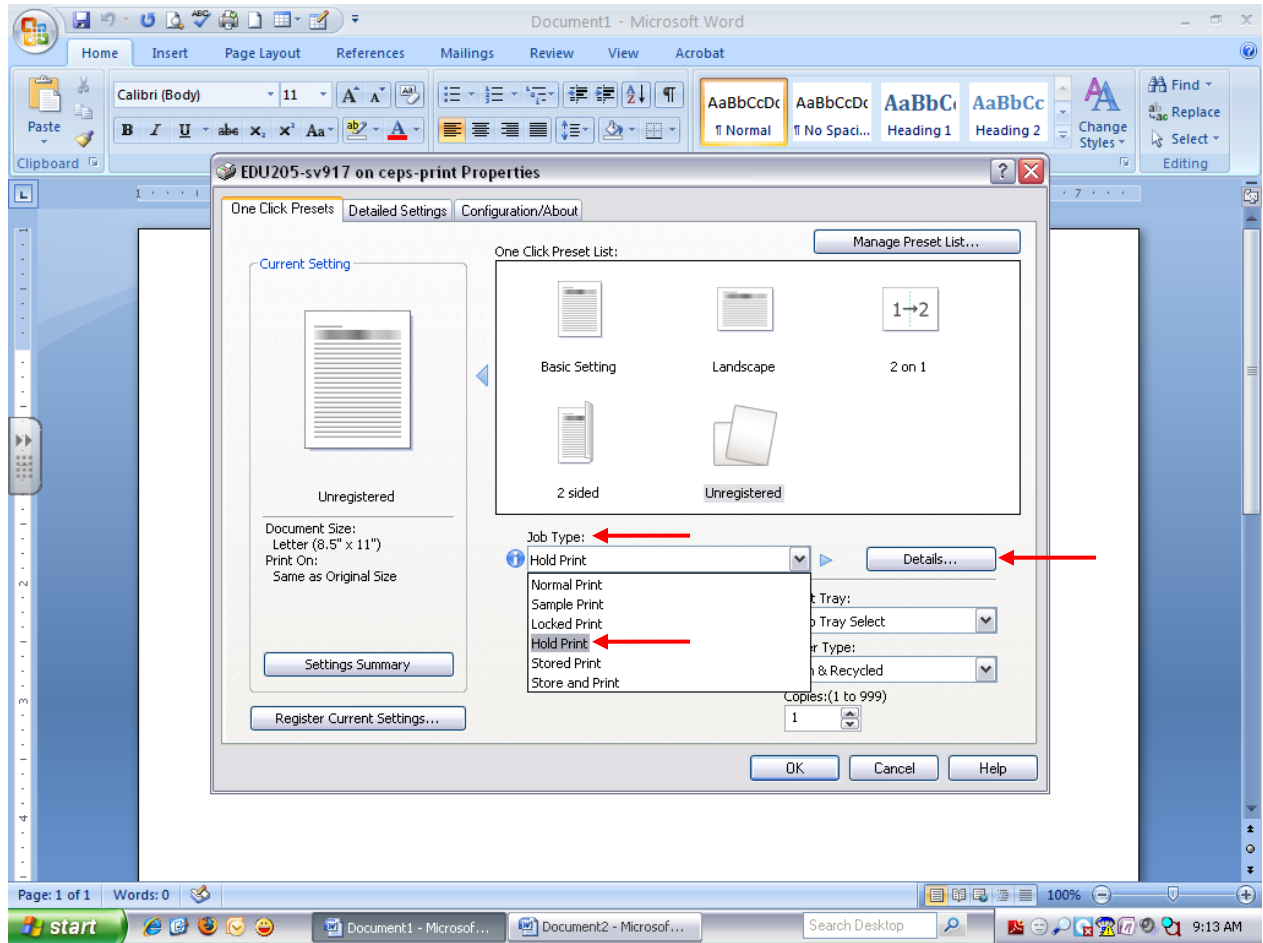 Document1 - Microsoft Word
Home Insert Page Layout References Mailings Review View Acrobat
Paste
Clipboard
Calibri (Body) 11
B I U abe X₂ X² Aa
AaBbCcDc AaBbCcDc AaBbC AaBbCc
¶ Normal ¶ No Spaci... Heading 1 Heading 2
Change Styles
Find
Replace
Select
Editing
EDU205-sv917 on ceps-print Properties
One Click Presets Detailed Settings Configuration/About
Current Setting
Unregistered
Document Size:
Letter (8.5" x 11")
Print On:
Same as Original Size
Settings Summary
Register Current Settings...
One Click Preset List:
Manage Preset List...
1→2
Basic Setting Landscape 2 on 1
2 sided Unregistered
Job Type:
Hold Print
Details...
Normal Print
Sample Print
Locked Print
Hold Print
Stored Print
Store and Print
t Tray:
Tray Select
Type:
& Recycled
Copies:(1 to 999)
1
OK Cancel Help
Page: 1 of 1 Words: 0
100%
start
Document1 - Microsof...
Document2 - Microsof...
Search Desktop
9:13 AM